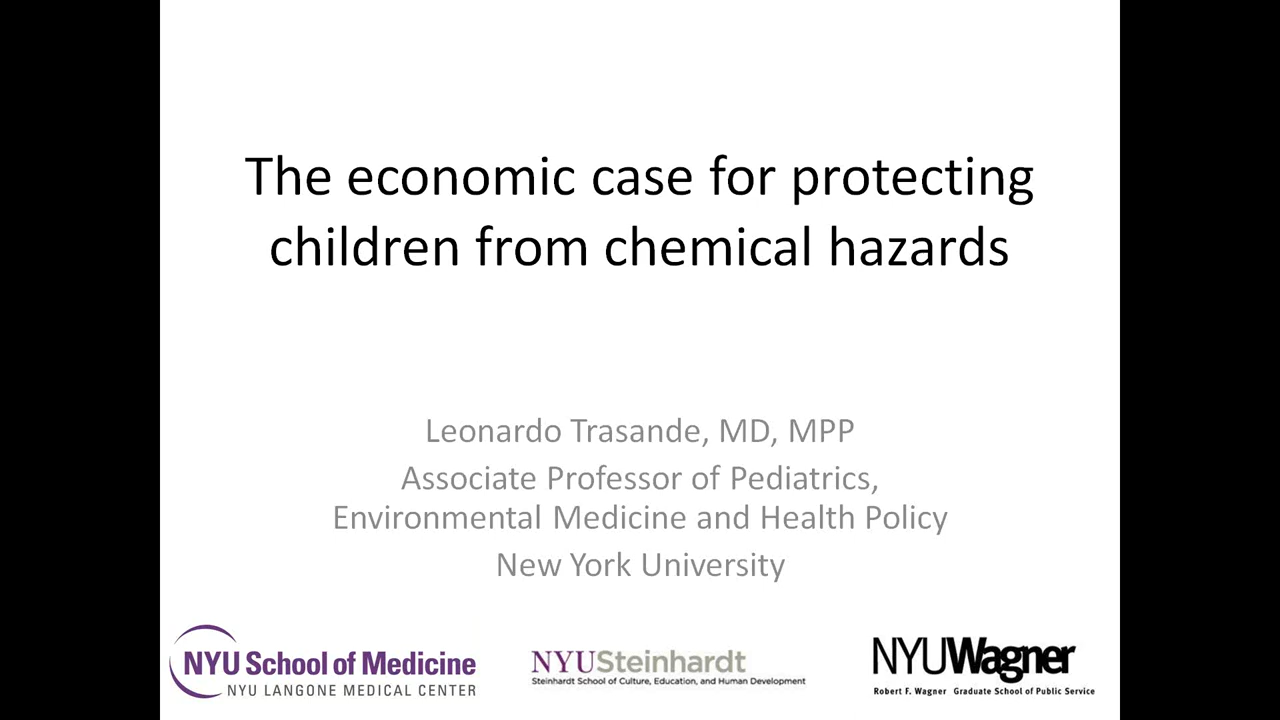 The economic case for protecting
children from chemical hazards
Leonardo Trasande, MD, MPP
Associate Professor of Pediatrics,
Environmental Medicine and Health Policy
New York University
NYU School of Medicine
NYU LANGONE MEDICAL CENTER
NYUSteinhardt
Steinhardt School of Culture, Education, and Human Development
NYUWagner
Robert F. Wagner Graduate School of Public Service